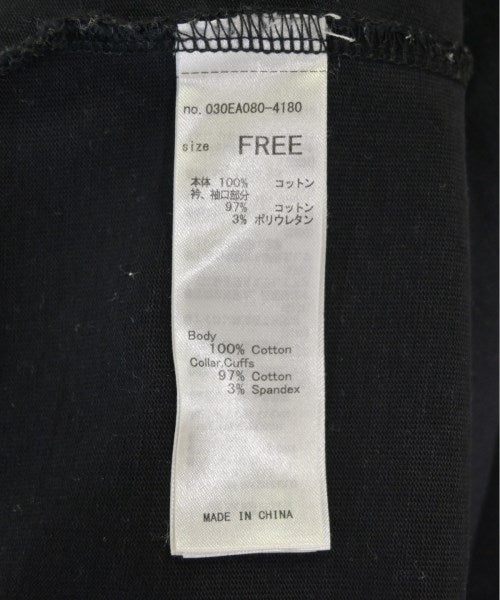 no. 030EA080-4180
size FREE
本体 100% コットン
衿、袖口部分
97% コットン
3% ポリウレタン
Body
100% Cotton
Collar,Cuffs
97% Cotton
3% Spandex
MADE IN CHINA